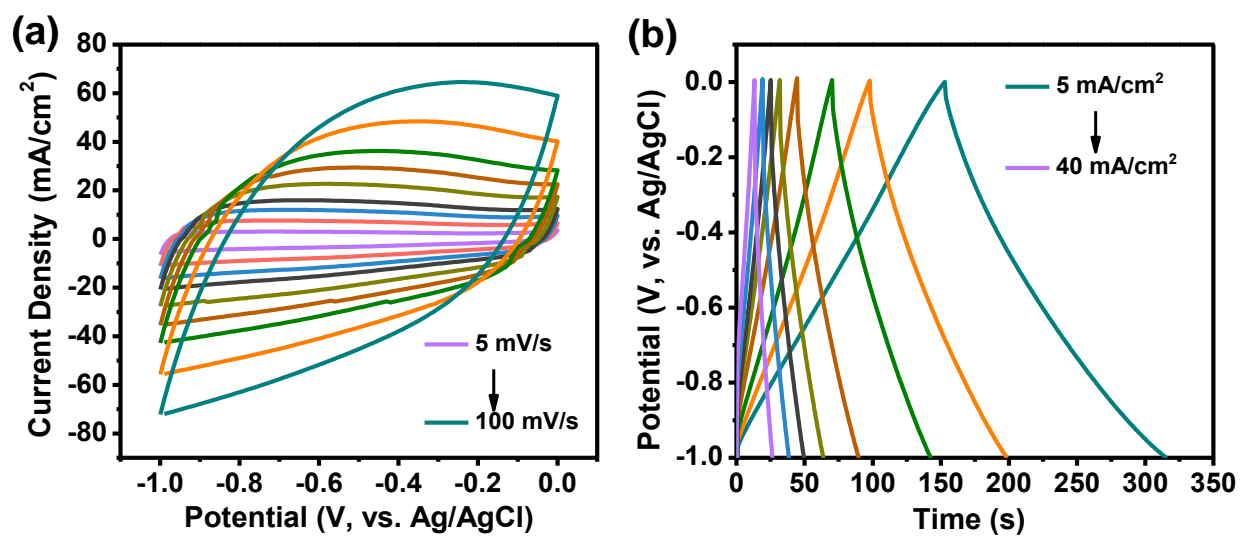 (a)
80
60
40
20
0
-20
-40
-60
-80
Current Density (mA/cm²)
-1.0 -0.8 -0.6 -0.4 -0.2 0.0
Potential (V, vs. Ag/AgCl)
5 mV/s
100 mV/s
(b)
0.0
-0.2
-0.4
-0.6
-0.8
-1.0
Potential (V, vs. Ag/AgCl)
0 50 100 150 200 250 300 350
Time (s)
5 mA/cm²
40 mA/cm²